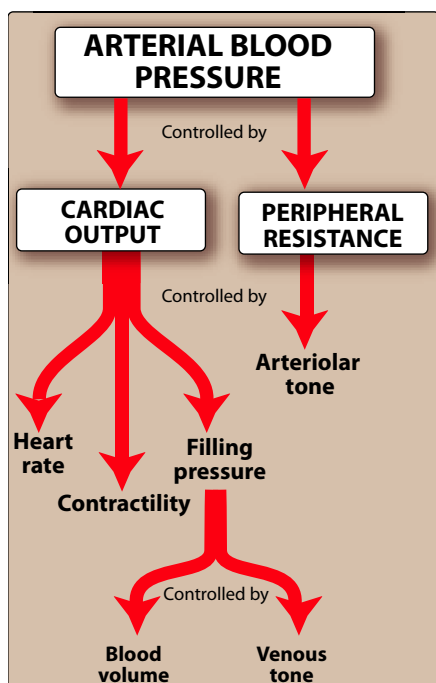 ARTERIAL BLOOD
PRESSURE
Controlled by
CARDIAC
OUTPUT
PERIPHERAL
RESISTANCE
Controlled by
Arteriolar
tone
Heart
rate
Filling
pressure
Contractility
Controlled by
Blood
volume
Venous
tone